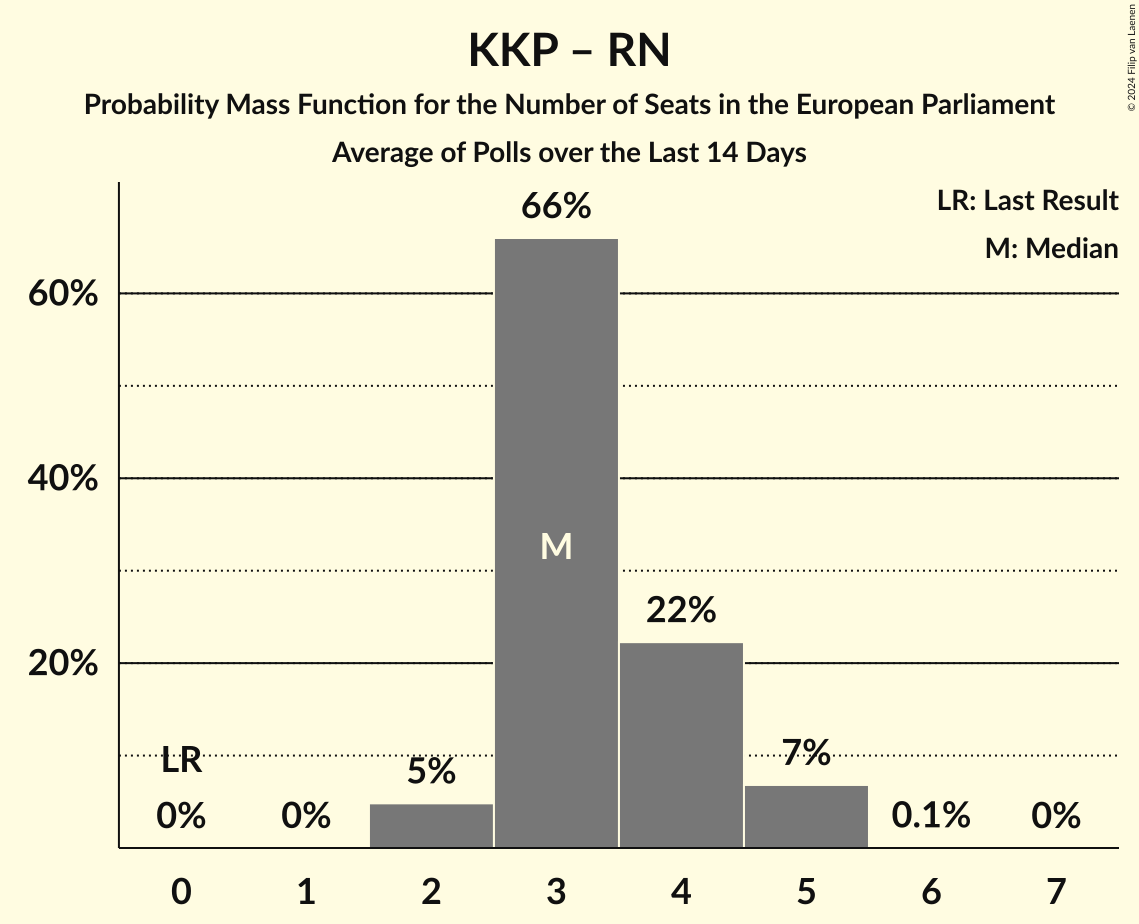 KKP – RN
Probability Mass Function for the Number of Seats in the European Parliament
Average of Polls over the Last 14 Days
© 2024 Filip van Laenen
LR: Last Result
M: Median
66%
60%
40%
M
22%
20%
LR
5%
7%
0%
0%
0.1%
0%
0 1 2 3 4 5 6 7